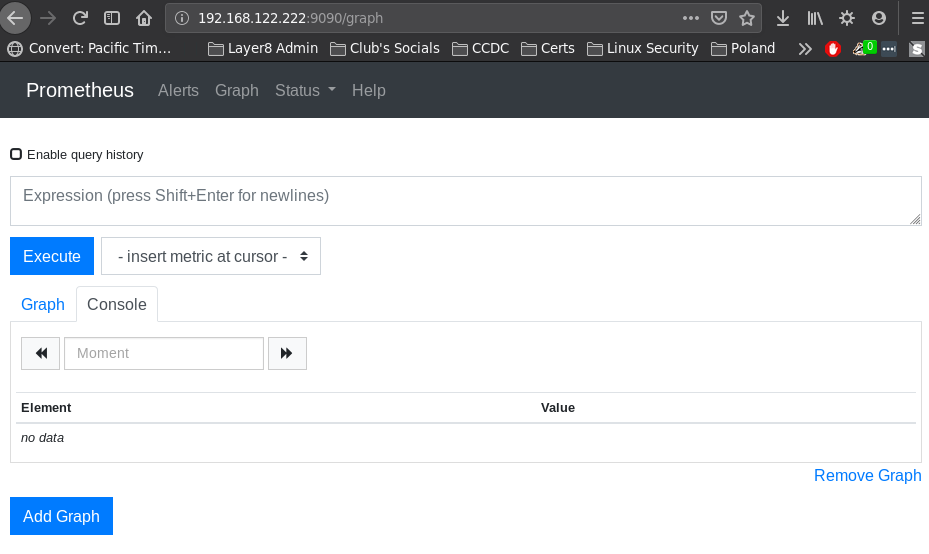 192.168.122.222:9090/graph
Convert: Pacific Tim… Layer8 Admin Club's Socials CCDC Certs Linux Security Poland 0
Prometheus Alerts Graph Status Help
Enable query history
Expression (press Shift+Enter for newlines)
Execute - insert metric at cursor -
Graph Console
Moment
Element Value
no data
Remove Graph
Add Graph